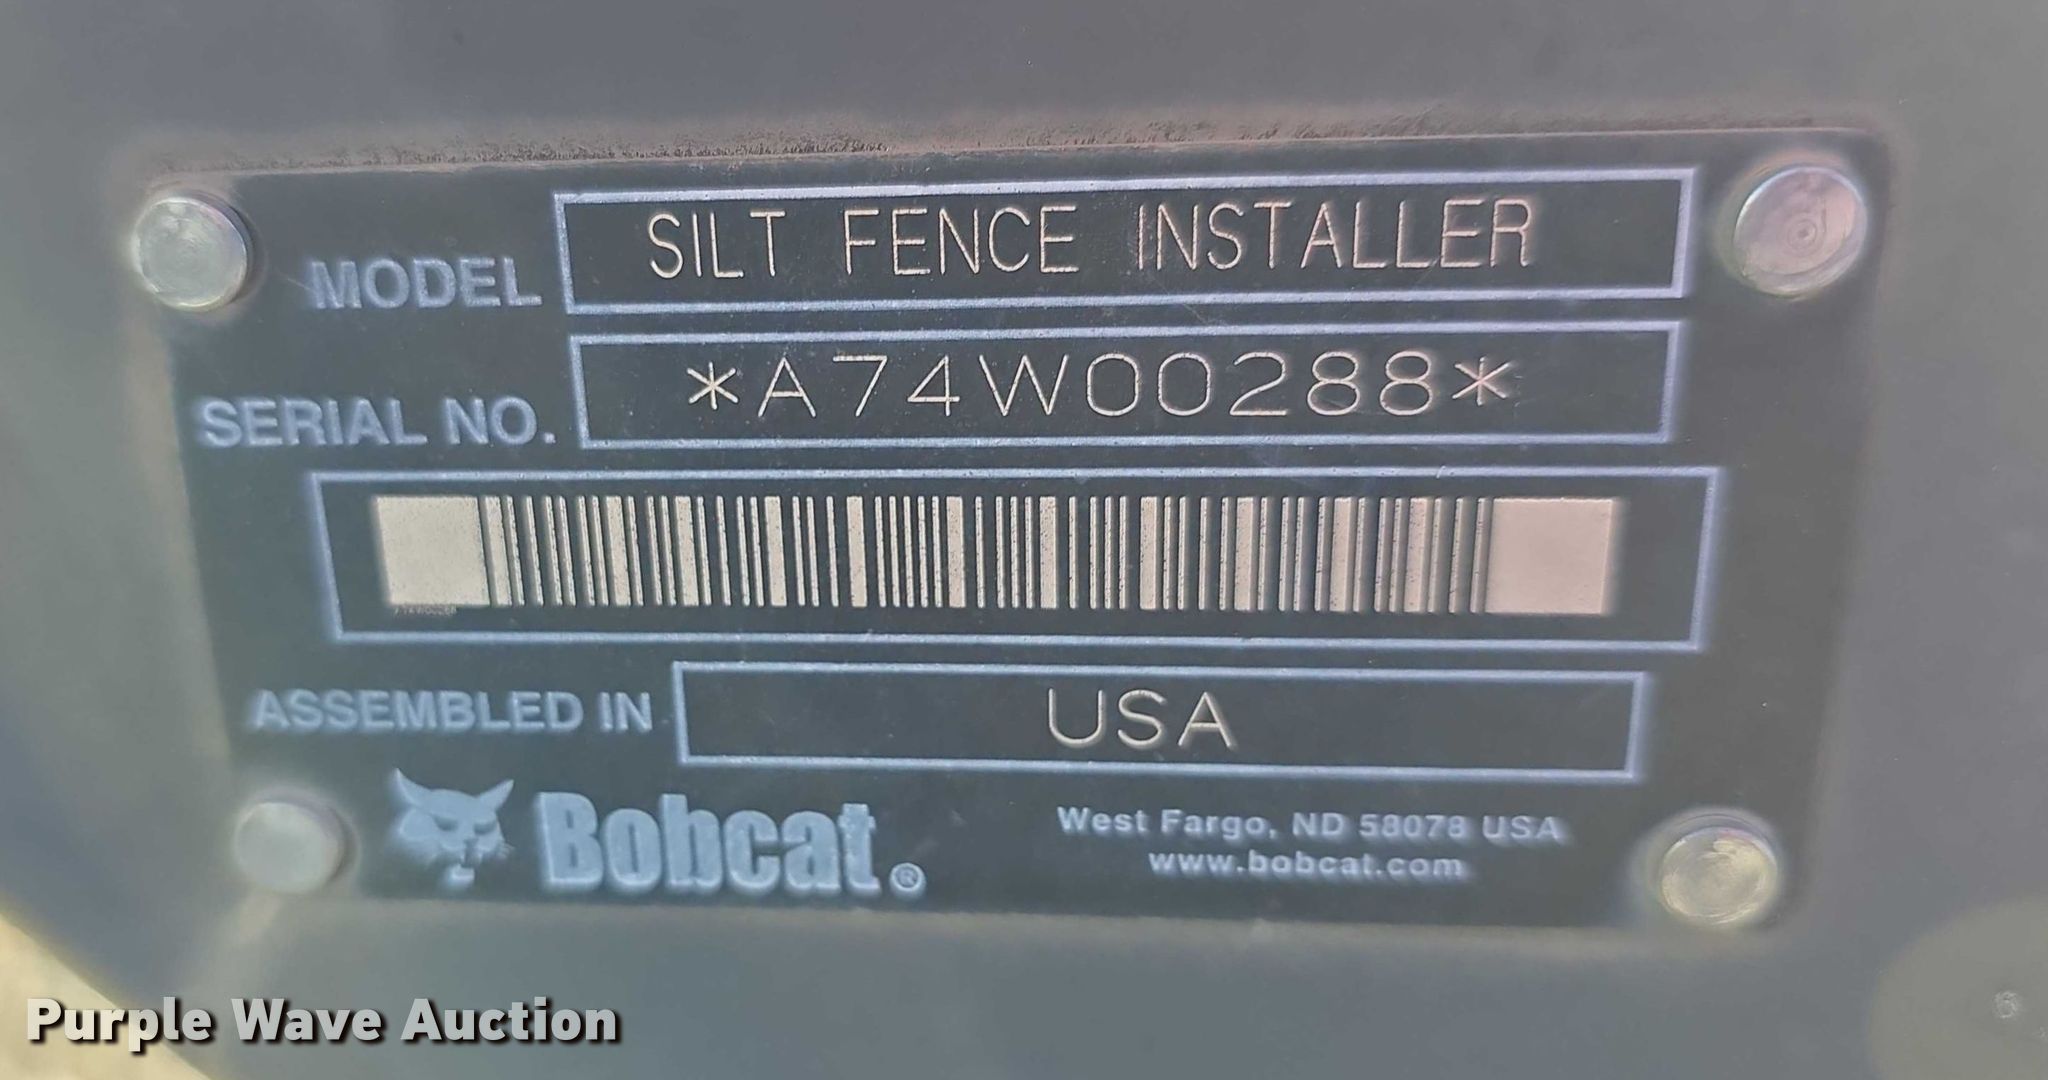 MODEL SILT FENCE INSTALLER
SERIAL NO. *A74W00288*
A74W00288
ASSEMBLED IN USA
Bobcat®
West Fargo, ND 58078 USA
www.bobcat.com
Purple Wave Auction